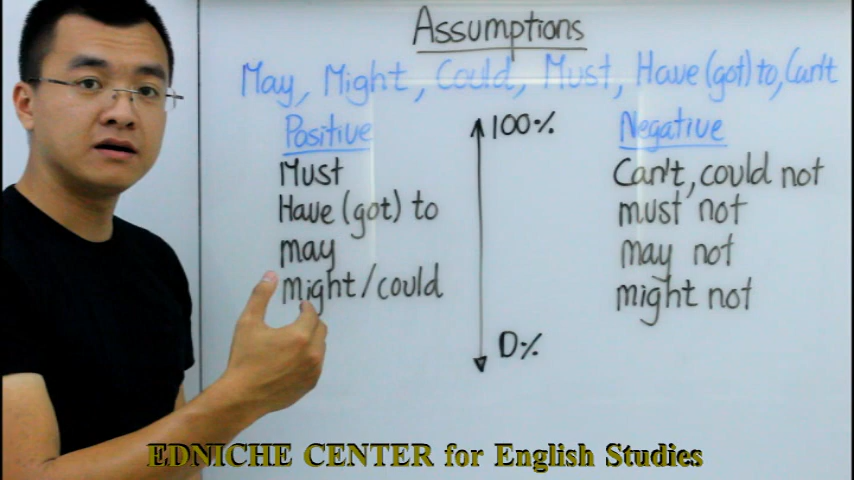 Assumptions
May, Might, Could, Must, Have (got) to, Can't
Positive
Must
Have (got) to
may
might/could
100%
0%
Negative
Can't, could not
must not
may not
might not
EDNICHE CENTER for English Studies